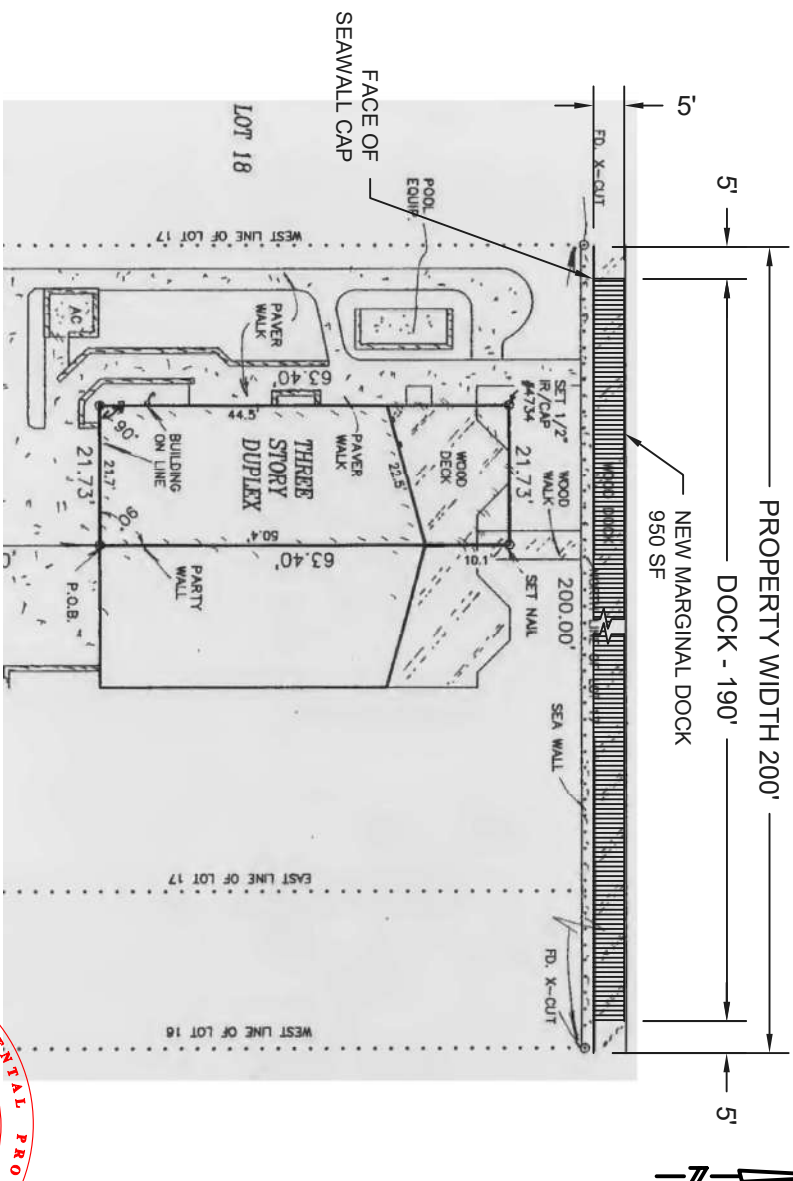 PROPERTY WIDTH 200'
5'
DOCK - 190'
5'
5'
NEW MARGINAL DOCK
950 SF
FACE OF
SEAWALL CAP
FD. X-CUT
WOOD DOCK
LOT 18
POOL
EQUIP.
WEST LINE OF LOT 17
SET 1/2"
IR/CAP
#4734
WOOD
WALK
21.73'
SET NAIL
200.00'
SEA WALL
FD. X-CUT
AC
PAVER
WALK
63.40'
44.5'
PAVER
WALK
WOOD
DECK
22.5'
10.1
THREE
STORY
DUPLEX
50.4'
63.40'
BUILDING
ON LINE
90°
21.7'
21.73'
90°
PARTY
WALL
P.O.B.
EAST LINE OF LOT 17
WEST LINE OF LOT 16
N
NTAL PRO